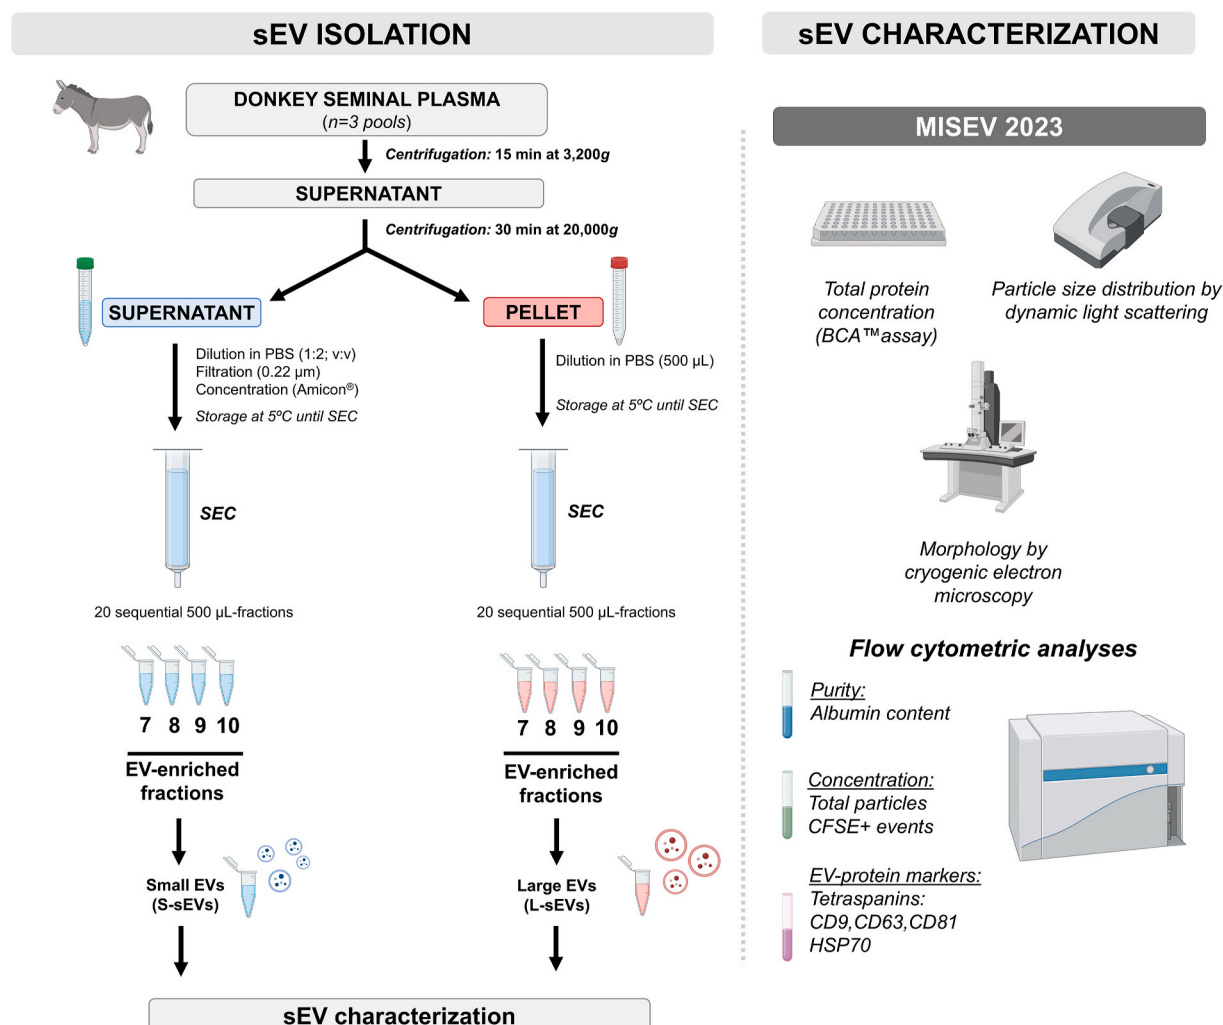 sEV ISOLATION
DONKEY SEMINAL PLASMA
(n=3 pools)
Centrifugation: 15 min at 3,200g
SUPERNATANT
Centrifugation: 30 min at 20,000g
SUPERNATANT
Dilution in PBS (1:2; v:v)
Filtration (0.22 µm)
Concentration (Amicon®)
Storage at 5ºC until SEC
SEC
20 sequential 500 µL-fractions
7 8 9 10
EV-enriched
fractions
Small EVs
(S-sEVs)
PELLET
Dilution in PBS (500 µL)
Storage at 5ºC until SEC
SEC
20 sequential 500 µL-fractions
7 8 9 10
EV-enriched
fractions
Large EVs
(L-sEVs)
sEV characterization
sEV CHARACTERIZATION
MISEV 2023
Total protein
concentration
(BCA™assay)
Particle size distribution by
dynamic light scattering
Morphology by
cryogenic electron
microscopy
Flow cytometric analyses
Purity:
Albumin content
Concentration:
Total particles
CFSE+ events
EV-protein markers:
Tetraspanins:
CD9,CD63,CD81
HSP70